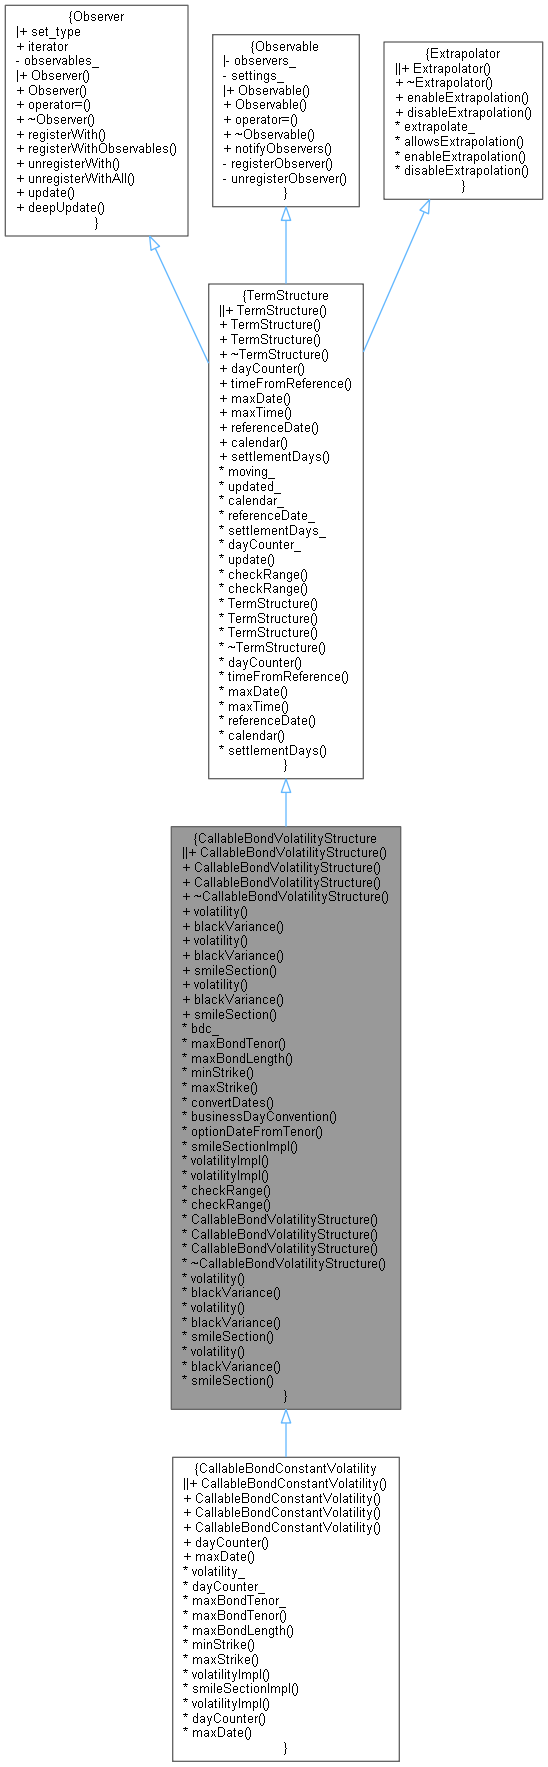 {Observer
|+ set_type
+ iterator
- observables_
|+ Observer()
+ Observer()
+ operator=()
+ ~Observer()
+ registerWith()
+ registerWithObservables()
+ unregisterWith()
+ unregisterWithAll()
+ update()
+ deepUpdate()
}
{Observable
|- observers_
- settings_
|+ Observable()
+ Observable()
+ operator=()
+ ~Observable()
+ notifyObservers()
- registerObserver()
- unregisterObserver()
}
{Extrapolator
||+ Extrapolator()
+ ~Extrapolator()
+ enableExtrapolation()
+ disableExtrapolation()
* extrapolate_
* allowsExtrapolation()
* enableExtrapolation()
* disableExtrapolation()
}
{TermStructure
||+ TermStructure()
+ TermStructure()
+ TermStructure()
+ ~TermStructure()
+ dayCounter()
+ timeFromReference()
+ maxDate()
+ maxTime()
+ referenceDate()
+ calendar()
+ settlementDays()
* moving_
* updated_
* calendar_
* referenceDate_
* settlementDays_
* dayCounter_
* update()
* checkRange()
* checkRange()
* TermStructure()
* TermStructure()
* TermStructure()
* ~TermStructure()
* dayCounter()
* timeFromReference()
* maxDate()
* maxTime()
* referenceDate()
* calendar()
* settlementDays()
}
{CallableBondVolatilityStructure
||+ CallableBondVolatilityStructure()
+ CallableBondVolatilityStructure()
+ CallableBondVolatilityStructure()
+ ~CallableBondVolatilityStructure()
+ volatility()
+ blackVariance()
+ volatility()
+ blackVariance()
+ smileSection()
+ volatility()
+ blackVariance()
+ smileSection()
* bdc_
* maxBondTenor()
* maxBondLength()
* minStrike()
* maxStrike()
* convertDates()
* businessDayConvention()
* optionDateFromTenor()
* smileSectionImpl()
* volatilityImpl()
* volatilityImpl()
* checkRange()
* checkRange()
* CallableBondVolatilityStructure()
* CallableBondVolatilityStructure()
* CallableBondVolatilityStructure()
* ~CallableBondVolatilityStructure()
* volatility()
* blackVariance()
* volatility()
* blackVariance()
* smileSection()
* volatility()
* blackVariance()
* smileSection()
}
{CallableBondConstantVolatility
||+ CallableBondConstantVolatility()
+ CallableBondConstantVolatility()
+ CallableBondConstantVolatility()
+ CallableBondConstantVolatility()
+ dayCounter()
+ maxDate()
* volatility_
* dayCounter_
* maxBondTenor_
* maxBondTenor()
* maxBondLength()
* minStrike()
* maxStrike()
* volatilityImpl()
* smileSectionImpl()
* volatilityImpl()
* dayCounter()
* maxDate()
}